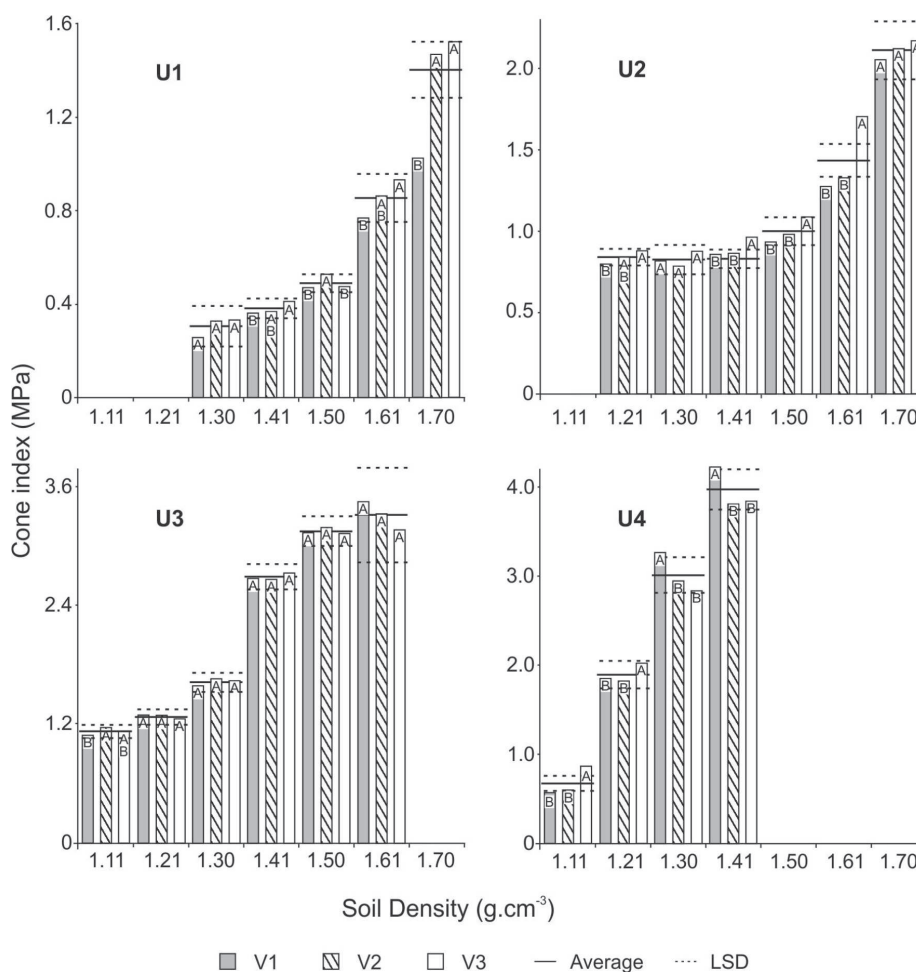 Cone index (MPa)
U1
1.6
1.2
0.8
0.4
0
A A A
B A B A
B A B
B A B A
B A A
1.11 1.21 1.30 1.41 1.50 1.61 1.70
U2
2.0
1.5
1.0
0.5
0
B A B A
A A A
B B A
B B A
B B A
A A A
1.11 1.21 1.30 1.41 1.50 1.61 1.70
U3
3.6
2.4
1.2
0
B A A B
A A A
A A A
A A A
A A A
A A A
1.11 1.21 1.30 1.41 1.50 1.61 1.70
U4
4.0
3.0
2.0
1.0
0
B B A
B B A
A B B
A B B
1.11 1.21 1.30 1.41 1.50 1.61 1.70
Soil Density (g.cm⁻³)
V1 V2 V3 Average LSD